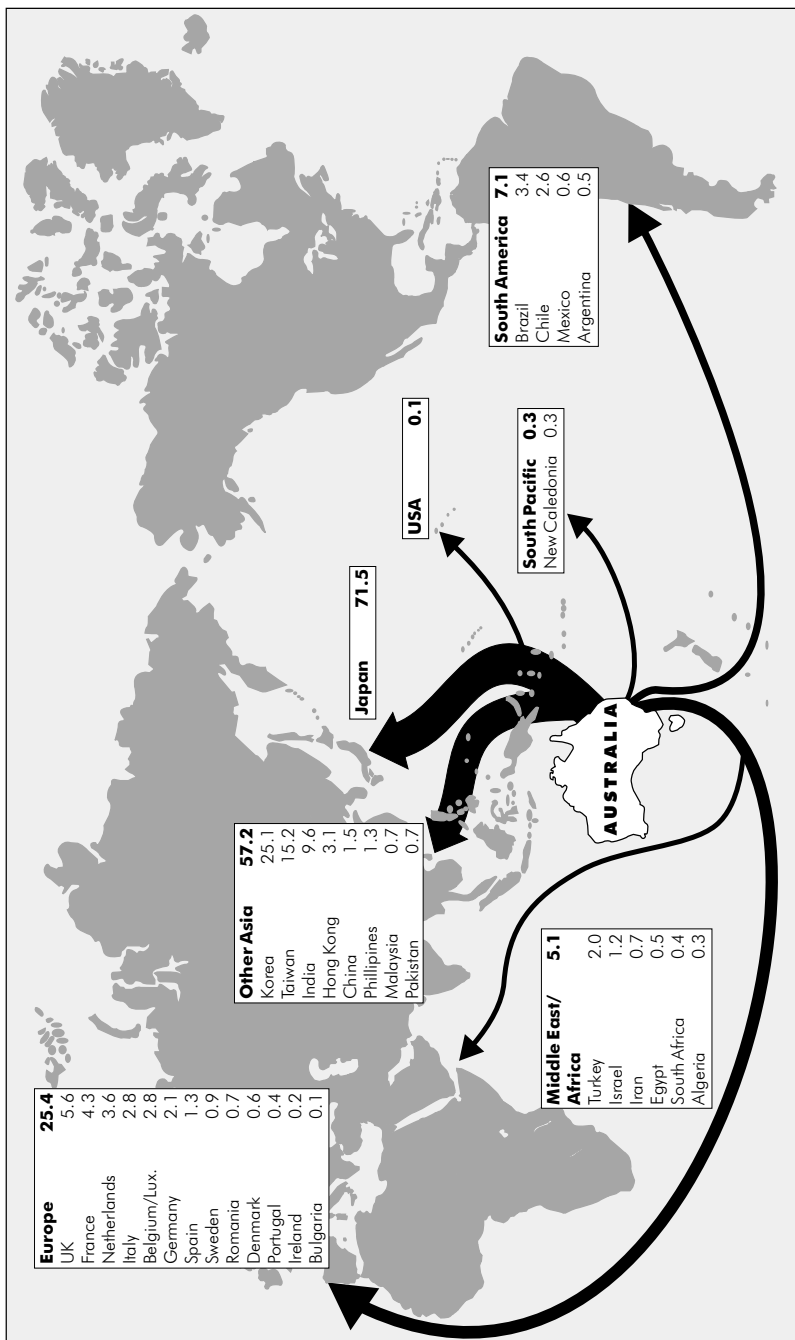 Europe 25.4
UK 5.6
France 4.3
Netherlands 3.6
Italy 2.8
Belgium/Lux. 2.8
Germany 2.1
Spain 1.3
Sweden 0.9
Romania 0.7
Denmark 0.6
Portugal 0.4
Ireland 0.2
Bulgaria 0.1
Other Asia 57.2
Korea 25.1
Taiwan 15.2
India 9.6
Hong Kong 3.1
China 1.5
Phillipines 1.3
Malaysia 0.7
Pakistan 0.7
Japan 71.5
USA 0.1
South America 7.1
Brazil 3.4
Chile 2.6
Mexico 0.6
Argentina 0.5
South Pacific 0.3
New Caledonia 0.3
Middle East/ 5.1
Africa
Turkey 2.0
Israel 1.2
Iran 0.7
Egypt 0.5
South Africa 0.4
Algeria 0.3
AUSTRALIA